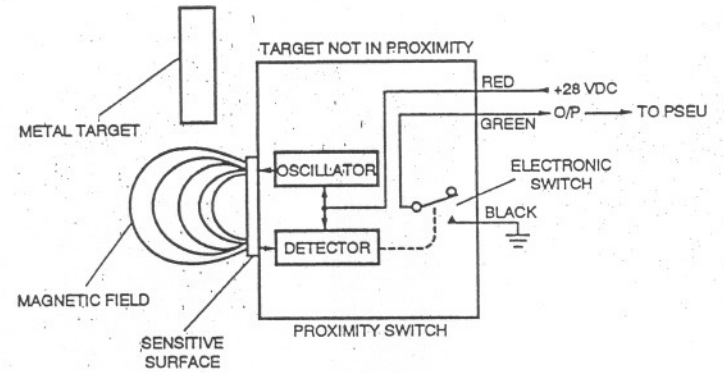 TARGET NOT IN PROXIMITY
RED
+28 VDC
METAL TARGET
GREEN
O/P
TO PSEU
OSCILLATOR
ELECTRONIC
SWITCH
BLACK
DETECTOR
MAGNETIC FIELD
PROXIMITY SWITCH
SENSITIVE
SURFACE